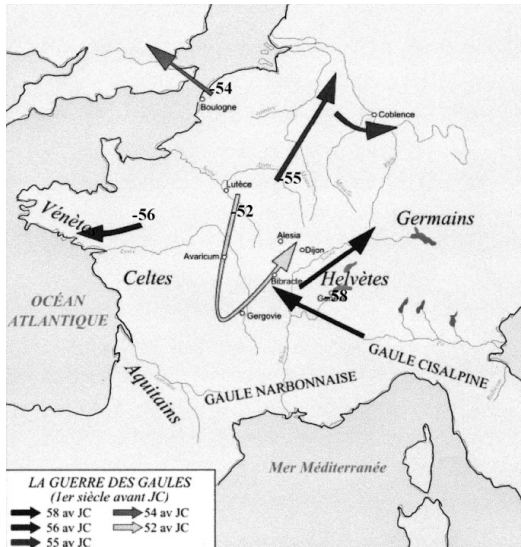 -54
Boulogne
Coblence
-55
Lutèce
-52
-56
Vénètes
Germains
Alesia
Dijon
Avaricum
Celtes
Bibracte
Helvètes
-58
OCÉAN
ATLANTIQUE
Gergovie
GAULE CISALPINE
Aquitains
GAULE NARBONNAISE
Mer Méditerranée
LA GUERRE DES GAULES
(1er siècle avant JC)
58 av JC
54 av JC
56 av JC
52 av JC
55 av JC